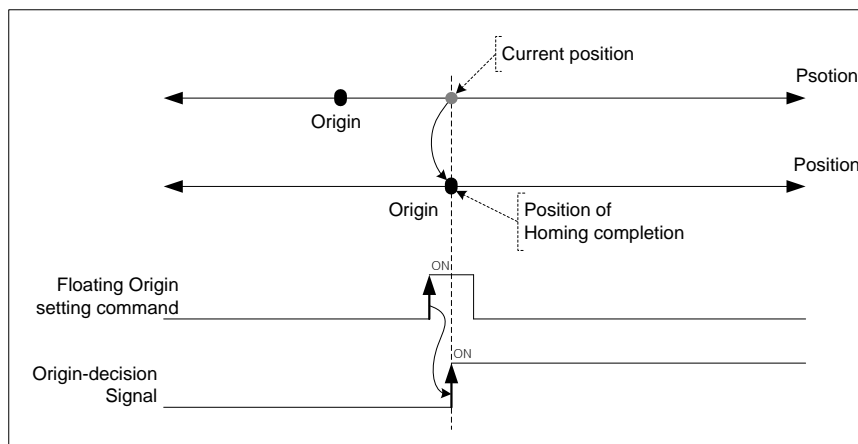 Current position
Psotion
Origin
Position
Origin
Position of
Homing completion
ON
Floating Origin
setting command
ON
Origin-decision
Signal